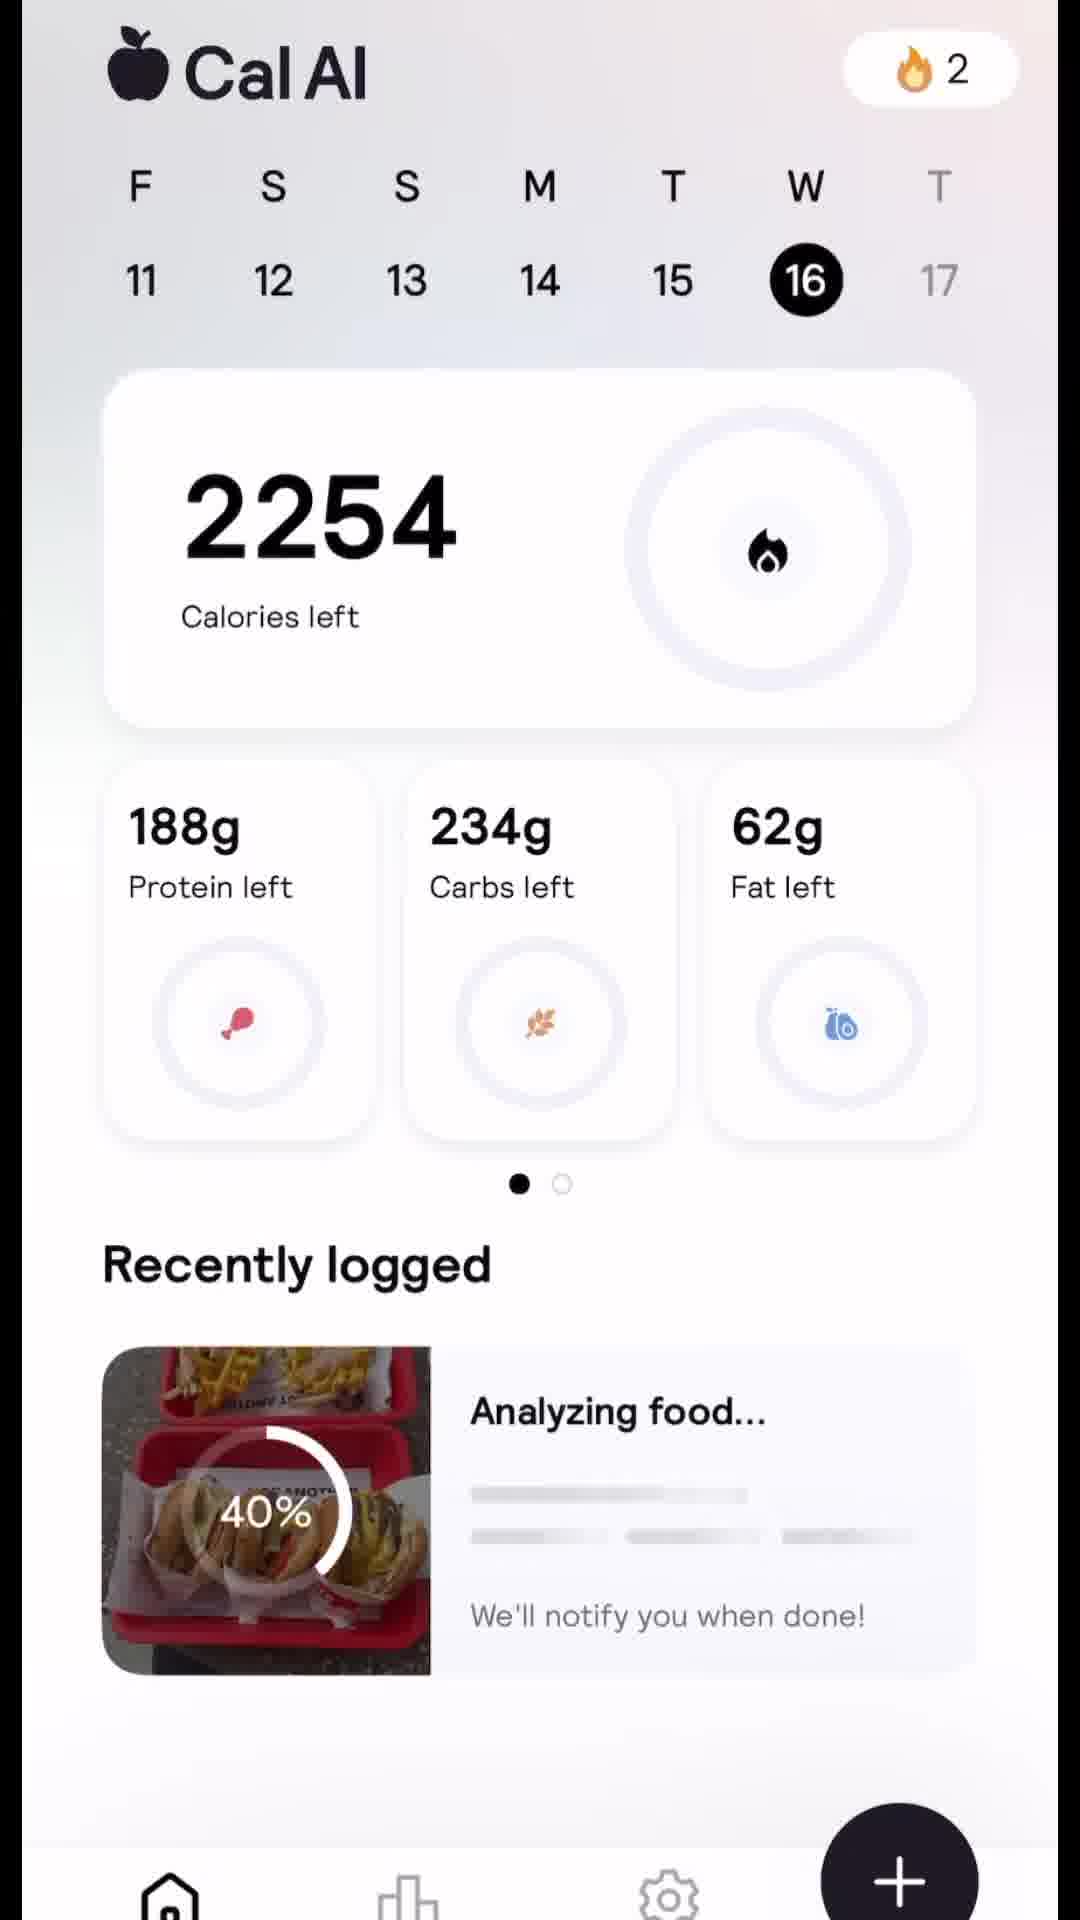 Cal AI
2
F S S M T W T
11 12 13 14 15 16 17
2254
Calories left
188g
Protein left
234g
Carbs left
62g
Fat left
Recently logged
40%
Analyzing food...
We'll notify you when done!